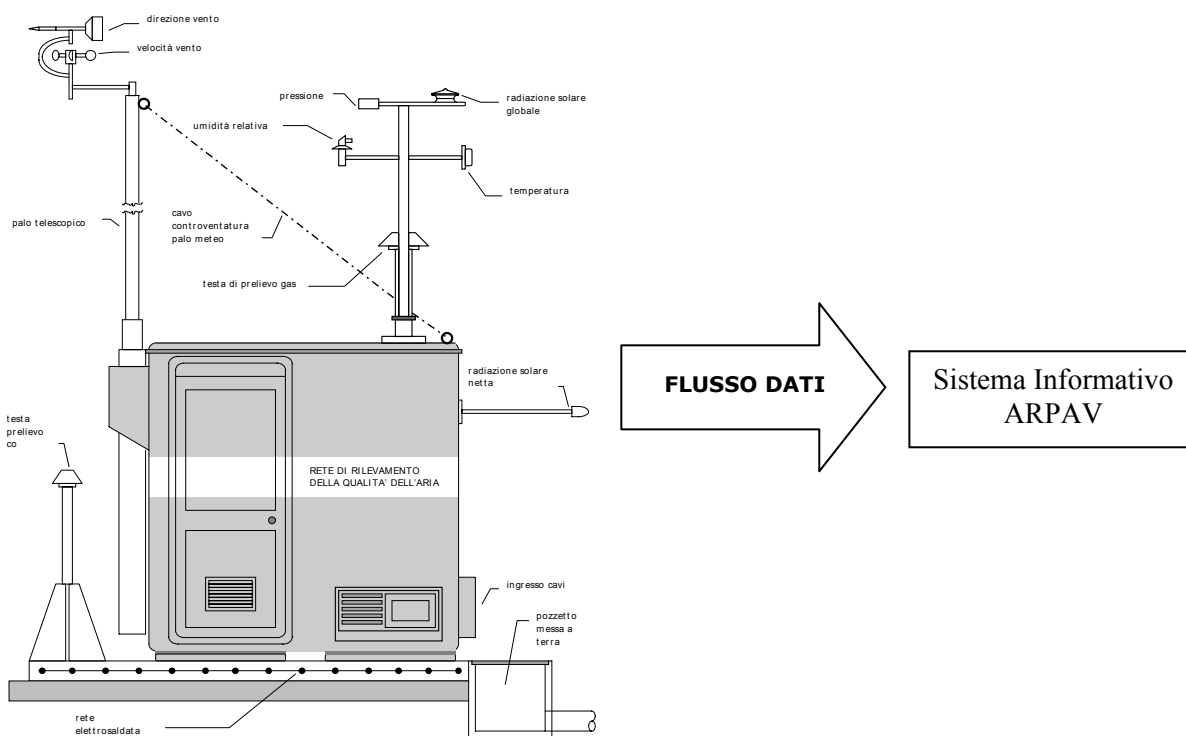 direzione vento
velocità vento
pressione
radiazione solare
globale
umidità relativa
temperatura
palo telescopico
cavo
controventatura
palo meteo
testa di prelievo gas
FLUSSO DATI
Sistema Informativo
ARPAV
radiazione solare
netta
testa
prelievo
co
RETE DI RILEVAMENTO
DELLA QUALITA' DELL'ARIA
ingresso cavi
pozzetto
messa a
terra
rete
elettrosaldata